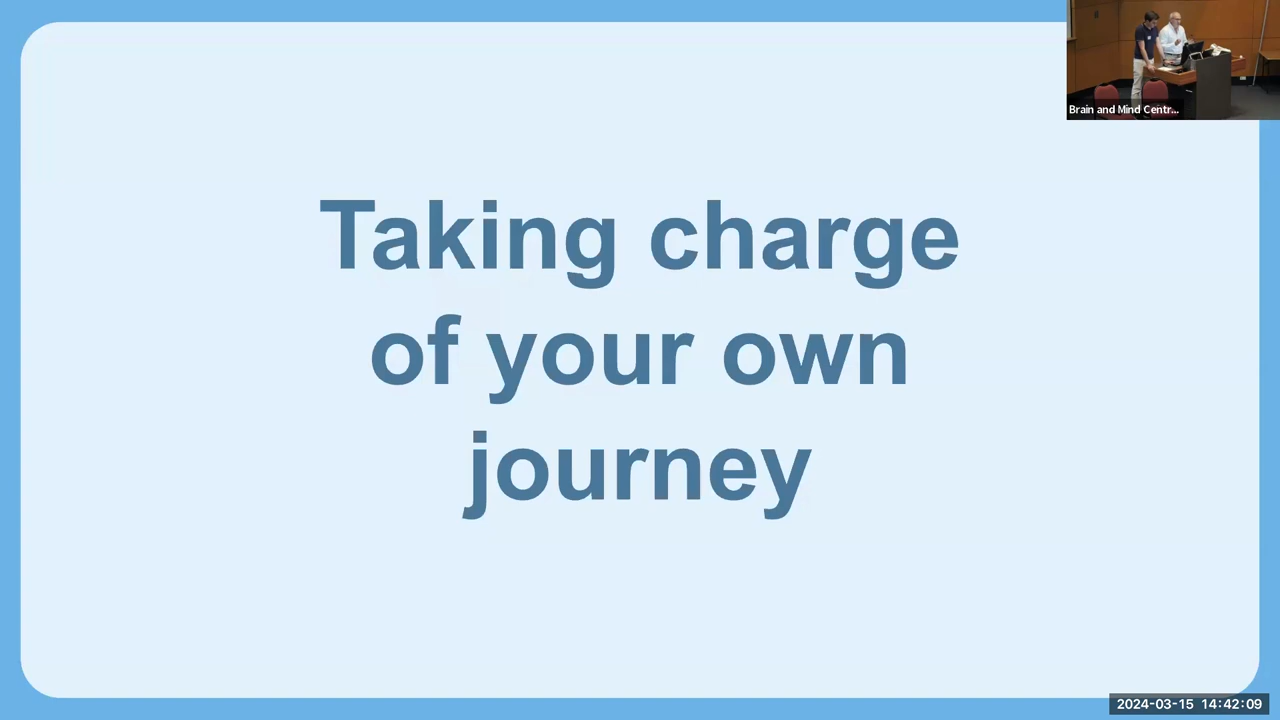 Brain and Mind Centr...
Taking charge
of your own
journey
2024-03-15 14:42:09